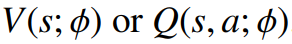 V(s; ϕ) or Q(s, a; ϕ)